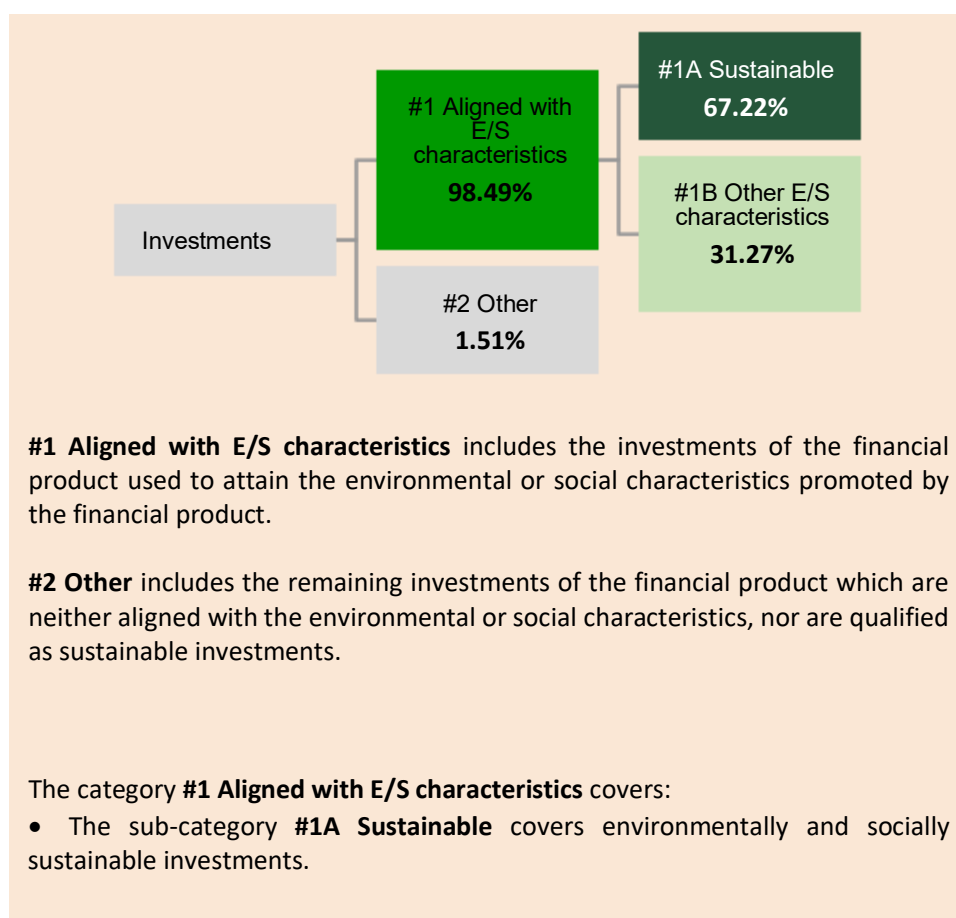 #1A Sustainable
67.22%
#1 Aligned with
E/S
characteristics
98.49%
#1B Other E/S
characteristics
31.27%
Investments
#2 Other
1.51%
#1 Aligned with E/S characteristics includes the investments of the financial
product used to attain the environmental or social characteristics promoted by
the financial product.
#2 Other includes the remaining investments of the financial product which are
neither aligned with the environmental or social characteristics, nor are qualified
as sustainable investments.
The category #1 Aligned with E/S characteristics covers:
• The sub-category #1A Sustainable covers environmentally and socially
sustainable investments.